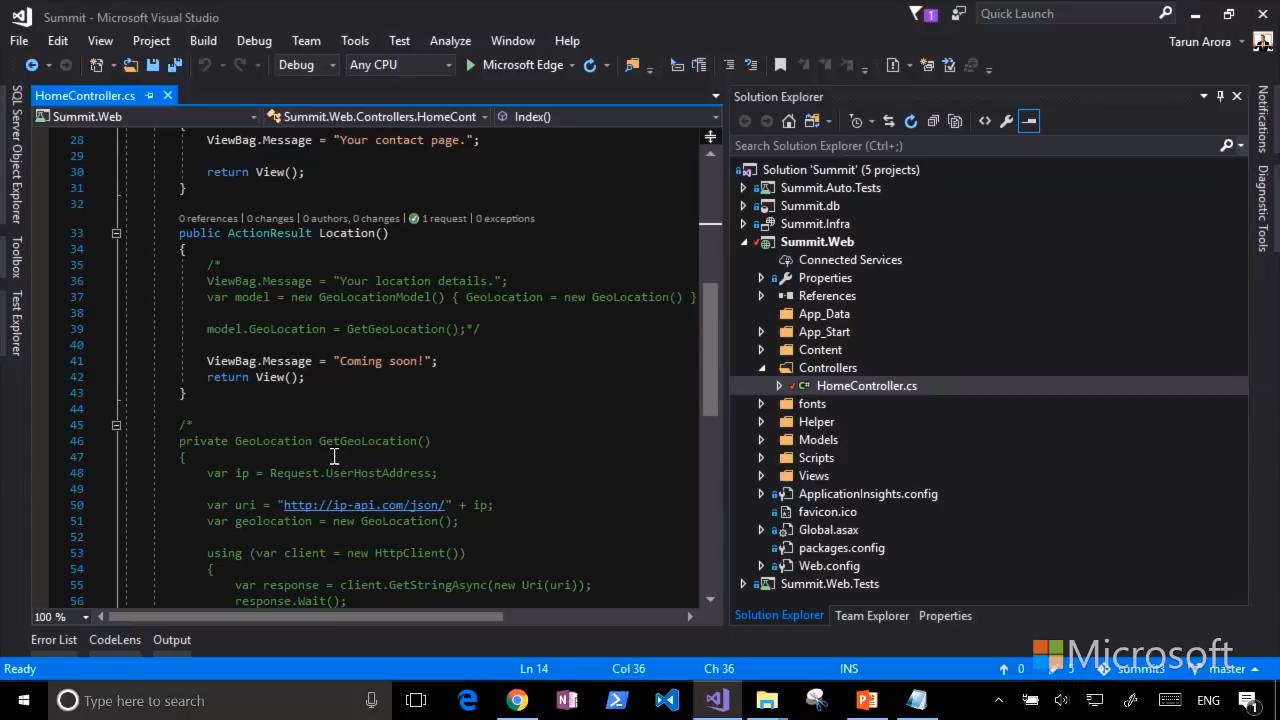 Summit - Microsoft Visual Studio
1
Quick Launch
File Edit View Project Build Debug Team Tools Test Analyze Window Help
Tarun Arora
Debug Any CPU Microsoft Edge
HomeController.cs
Summit.Web Summit.Web.Controllers.HomeCont Index()
SQL Server Object Explorer
Toolbox
Test Explorer
28 ViewBag.Message = "Your contact page.";
29
30 return View();
31 }
32
0 references | 0 changes | 0 authors, 0 changes | 1 request | 0 exceptions
33 public ActionResult Location()
34 {
35 /*
36 ViewBag.Message = "Your location details.";
37 var model = new GeoLocationModel() { GeoLocation = new GeoLocation() }
38
39 model.GeoLocation = GetGeoLocation();*/
40
41 ViewBag.Message = "Coming soon!";
42 return View();
43 }
44
45 /*
46 private GeoLocation GetGeoLocation()
47 {
48 var ip = Request.UserHostAddress;
49
50 var uri = "http://ip-api.com/json/" + ip;
51 var geolocation = new GeoLocation();
52
53 using (var client = new HttpClient())
54 {
55 var response = client.GetStringAsync(new Uri(uri));
56 response.Wait();
100 %
Solution Explorer
Search Solution Explorer (Ctrl+;)
Solution 'Summit' (5 projects)
Summit.Auto.Tests
Summit.db
Summit.Infra
Summit.Web
Connected Services
Properties
References
App_Data
App_Start
Content
Controllers
HomeController.cs
fonts
Helper
Models
Scripts
Views
ApplicationInsights.config
favicon.ico
Global.asax
packages.config
Web.config
Summit.Web.Tests
Solution Explorer Team Explorer Properties
Notifications
Diagnostic Tools
Error List CodeLens Output
Ready Ln 14 Col 36 Ch 36 INS 0 summit3 master
Microsoft
Type here to search
ENG
1